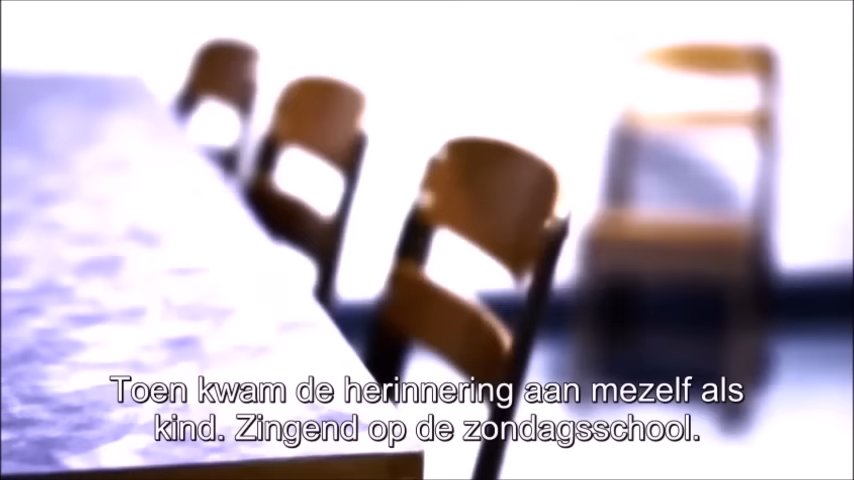 Toen kwam de herinnering aan mezelf als
kind. Zingend op de zondagsschool.